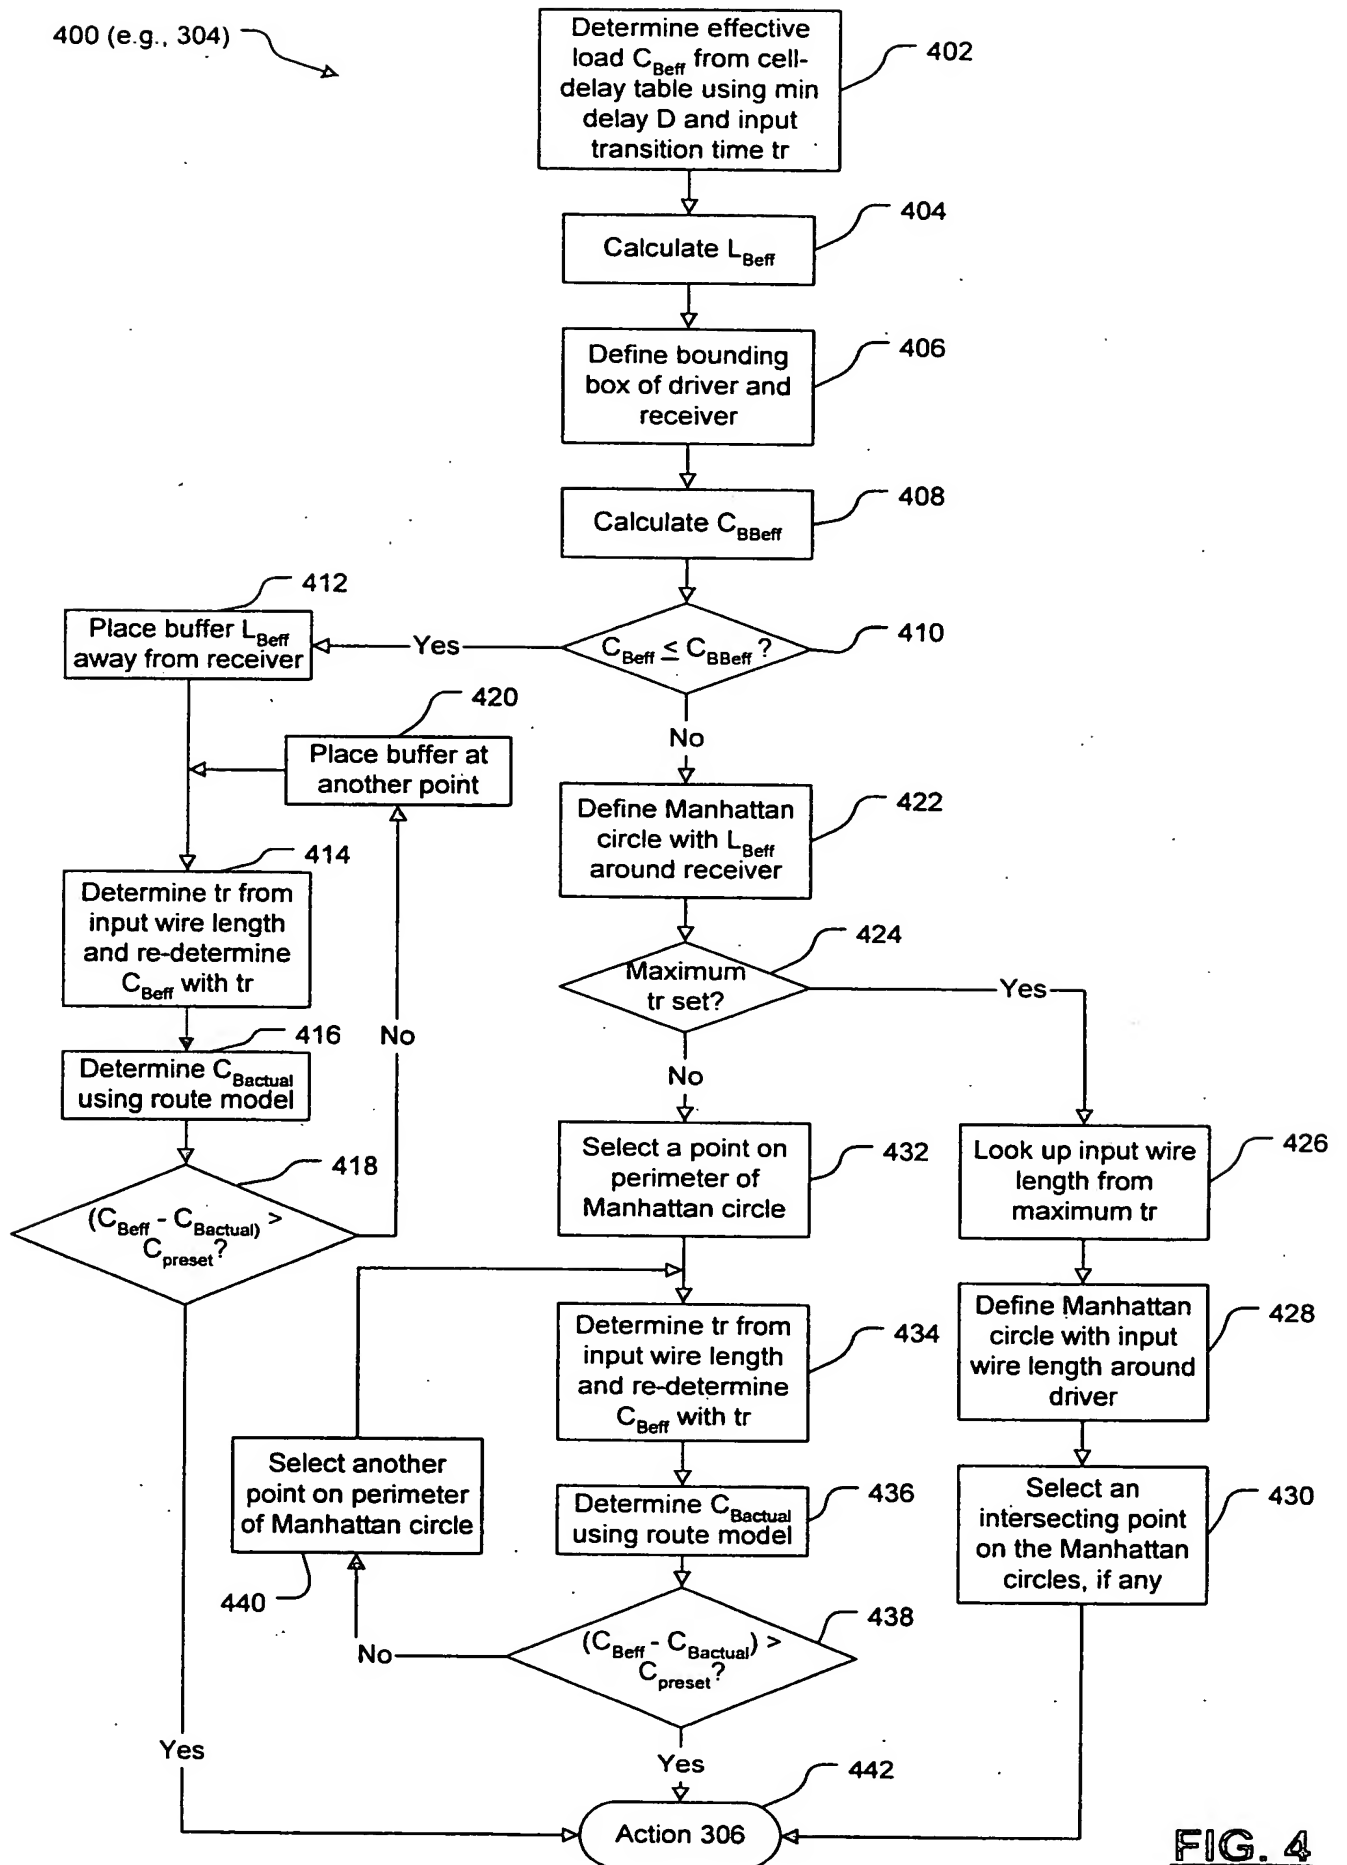 400 (e.g., 304)
Determine effective
load CBeff from cell-
delay table using min
delay D and input
transition time tr
402
Calculate LBeff
404
Define bounding
box of driver and
receiver
406
Calculate CBBeff
408
CBeff ≤ CBBeff ?
410
Yes
No
412
Place buffer LBeff
away from receiver
420
Place buffer at
another point
414
Determine tr from
input wire length
and re-determine
CBeff with tr
416
Determine CBactual
using route model
418
(CBeff - CBactual) >
Cpreset?
No
Yes
Define Manhattan
circle with LBeff
around receiver
422
Maximum
tr set?
424
Yes
No
Look up input wire
length from
maximum tr
426
Define Manhattan
circle with input
wire length around
driver
428
Select an
intersecting point
on the Manhattan
circles, if any
430
Select a point on
perimeter of
Manhattan circle
432
Determine tr from
input wire length
and re-determine
CBeff with tr
434
Determine CBactual
using route model
436
(CBeff - CBactual) >
Cpreset?
438
No
Select another
point on perimeter
of Manhattan circle
440
Yes
Action 306
442
FIG. 4